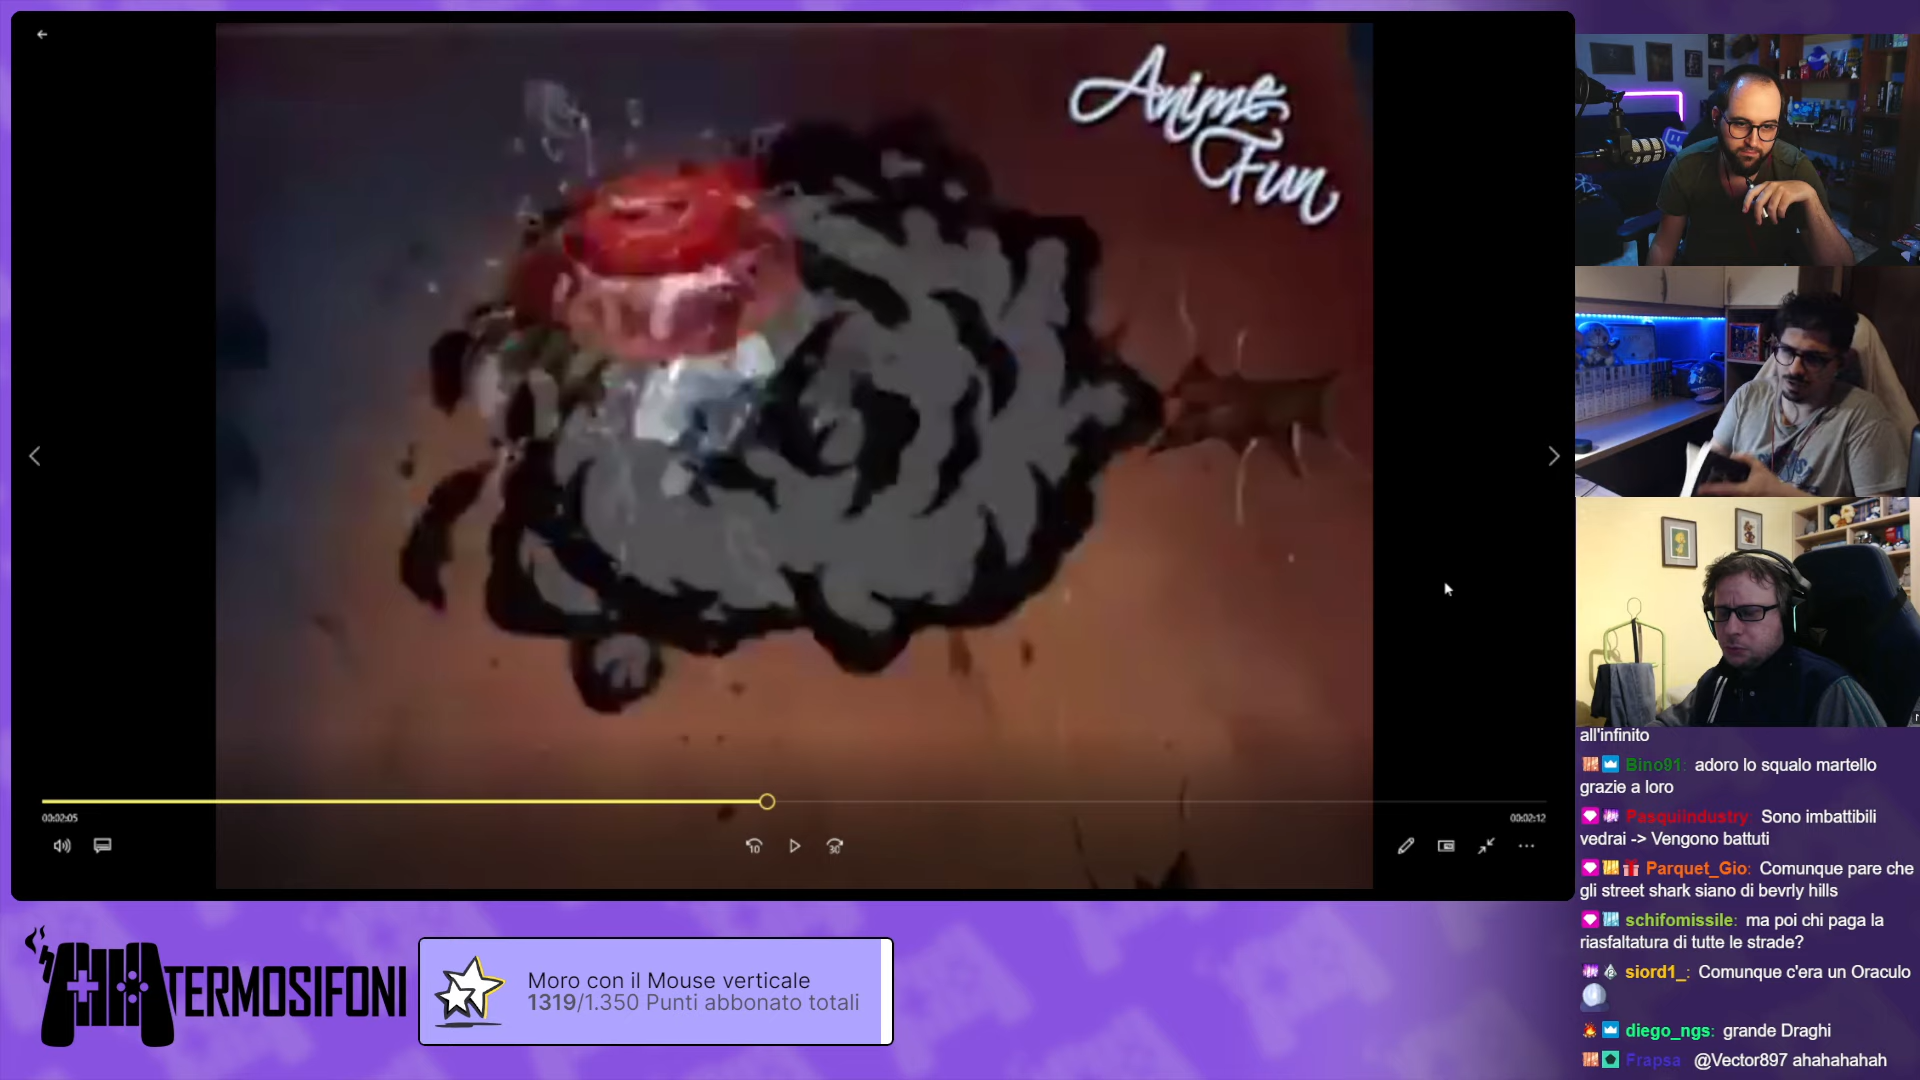 Anime
Fun
00:02:05
00:02:12
10
30
TERMOSIFONI
Moro con il Mouse verticale
1319/1.350 Punti abbonato totali
all'infinito
Bino91: adoro lo squalo martello
grazie a loro
Pasquiindustry: Sono imbattibili
vedrai -> Vengono battuti
Parquet_Gio: Comunque pare che
gli street shark siano di bevrly hills
schifomissile: ma poi chi paga la
riasfaltatura di tutte le strade?
siord1_: Comunque c'era un Oraculo
diego_ngs: grande Draghi
Frapsa @Vector897 ahahahahah